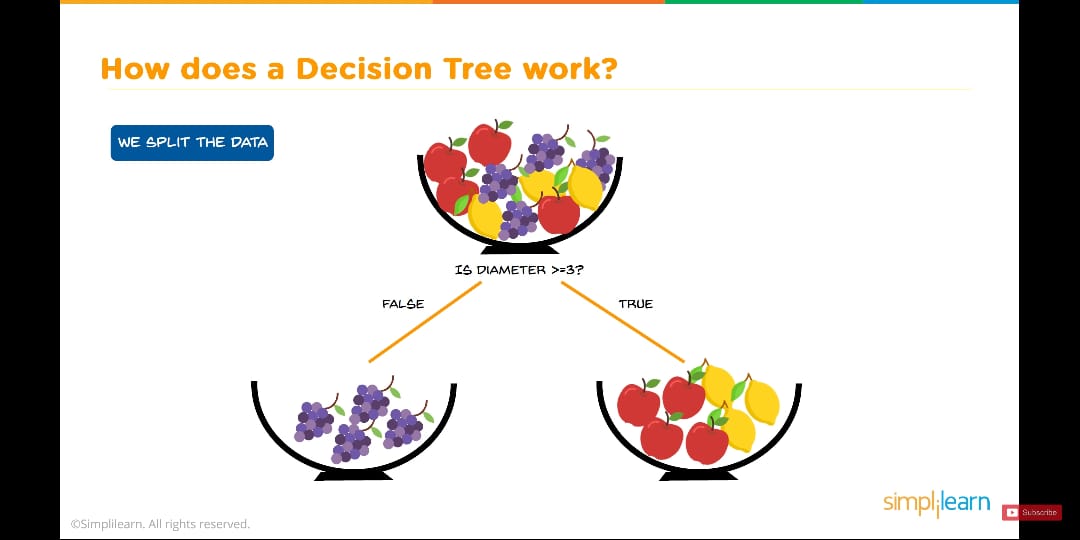 How does a Decision Tree work?
WE SPLIT THE DATA
IS DIAMETER >=3?
FALSE
TRUE
simplilearn
Subscribe
©Simplilearn. All rights reserved.